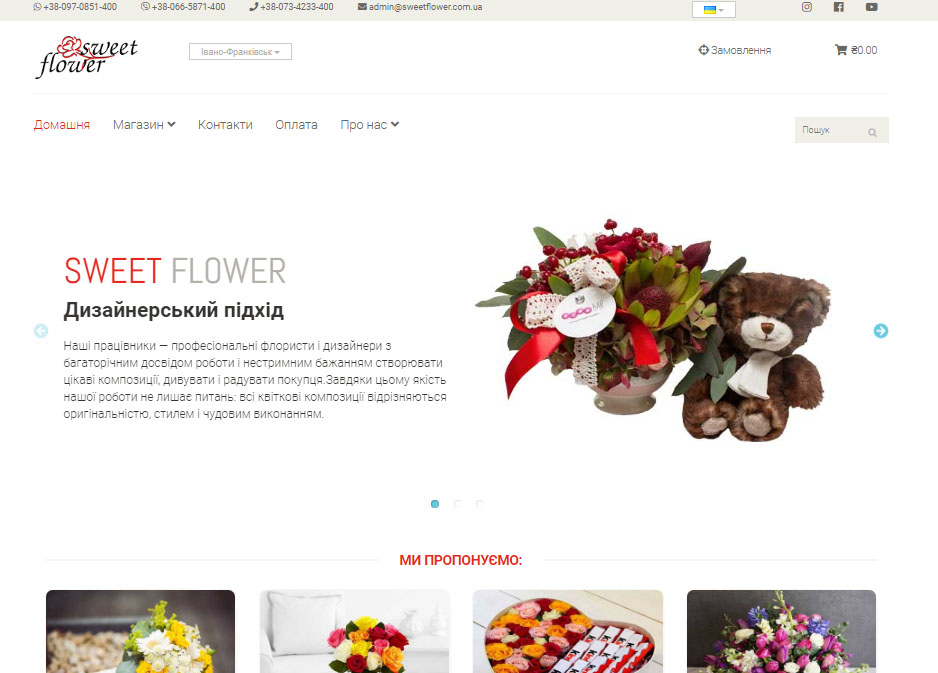 +38-097-0851-400 +38-066-5871-400 +38-073-4233-400 admin@sweetflower.com.ua
sweet
flower
Івано-Франківськ
Замовлення ₴0.00
Домашня Магазин Контакти Оплата Про нас
Пошук
SWEET FLOWER
Дизайнерський підхід
Наші працівники — професіональні флористи і дизайнери з
багаторічним досвідом роботи і нестримним бажанням створювати
цікаві композиції, дивувати і радувати покупця.Завдяки цьому якість
нашої роботи не лишає питань: всі квіткові композиції відрізняються
оригінальністю, стилем і чудовим виконанням.
МИ ПРОПОНУЄМО: